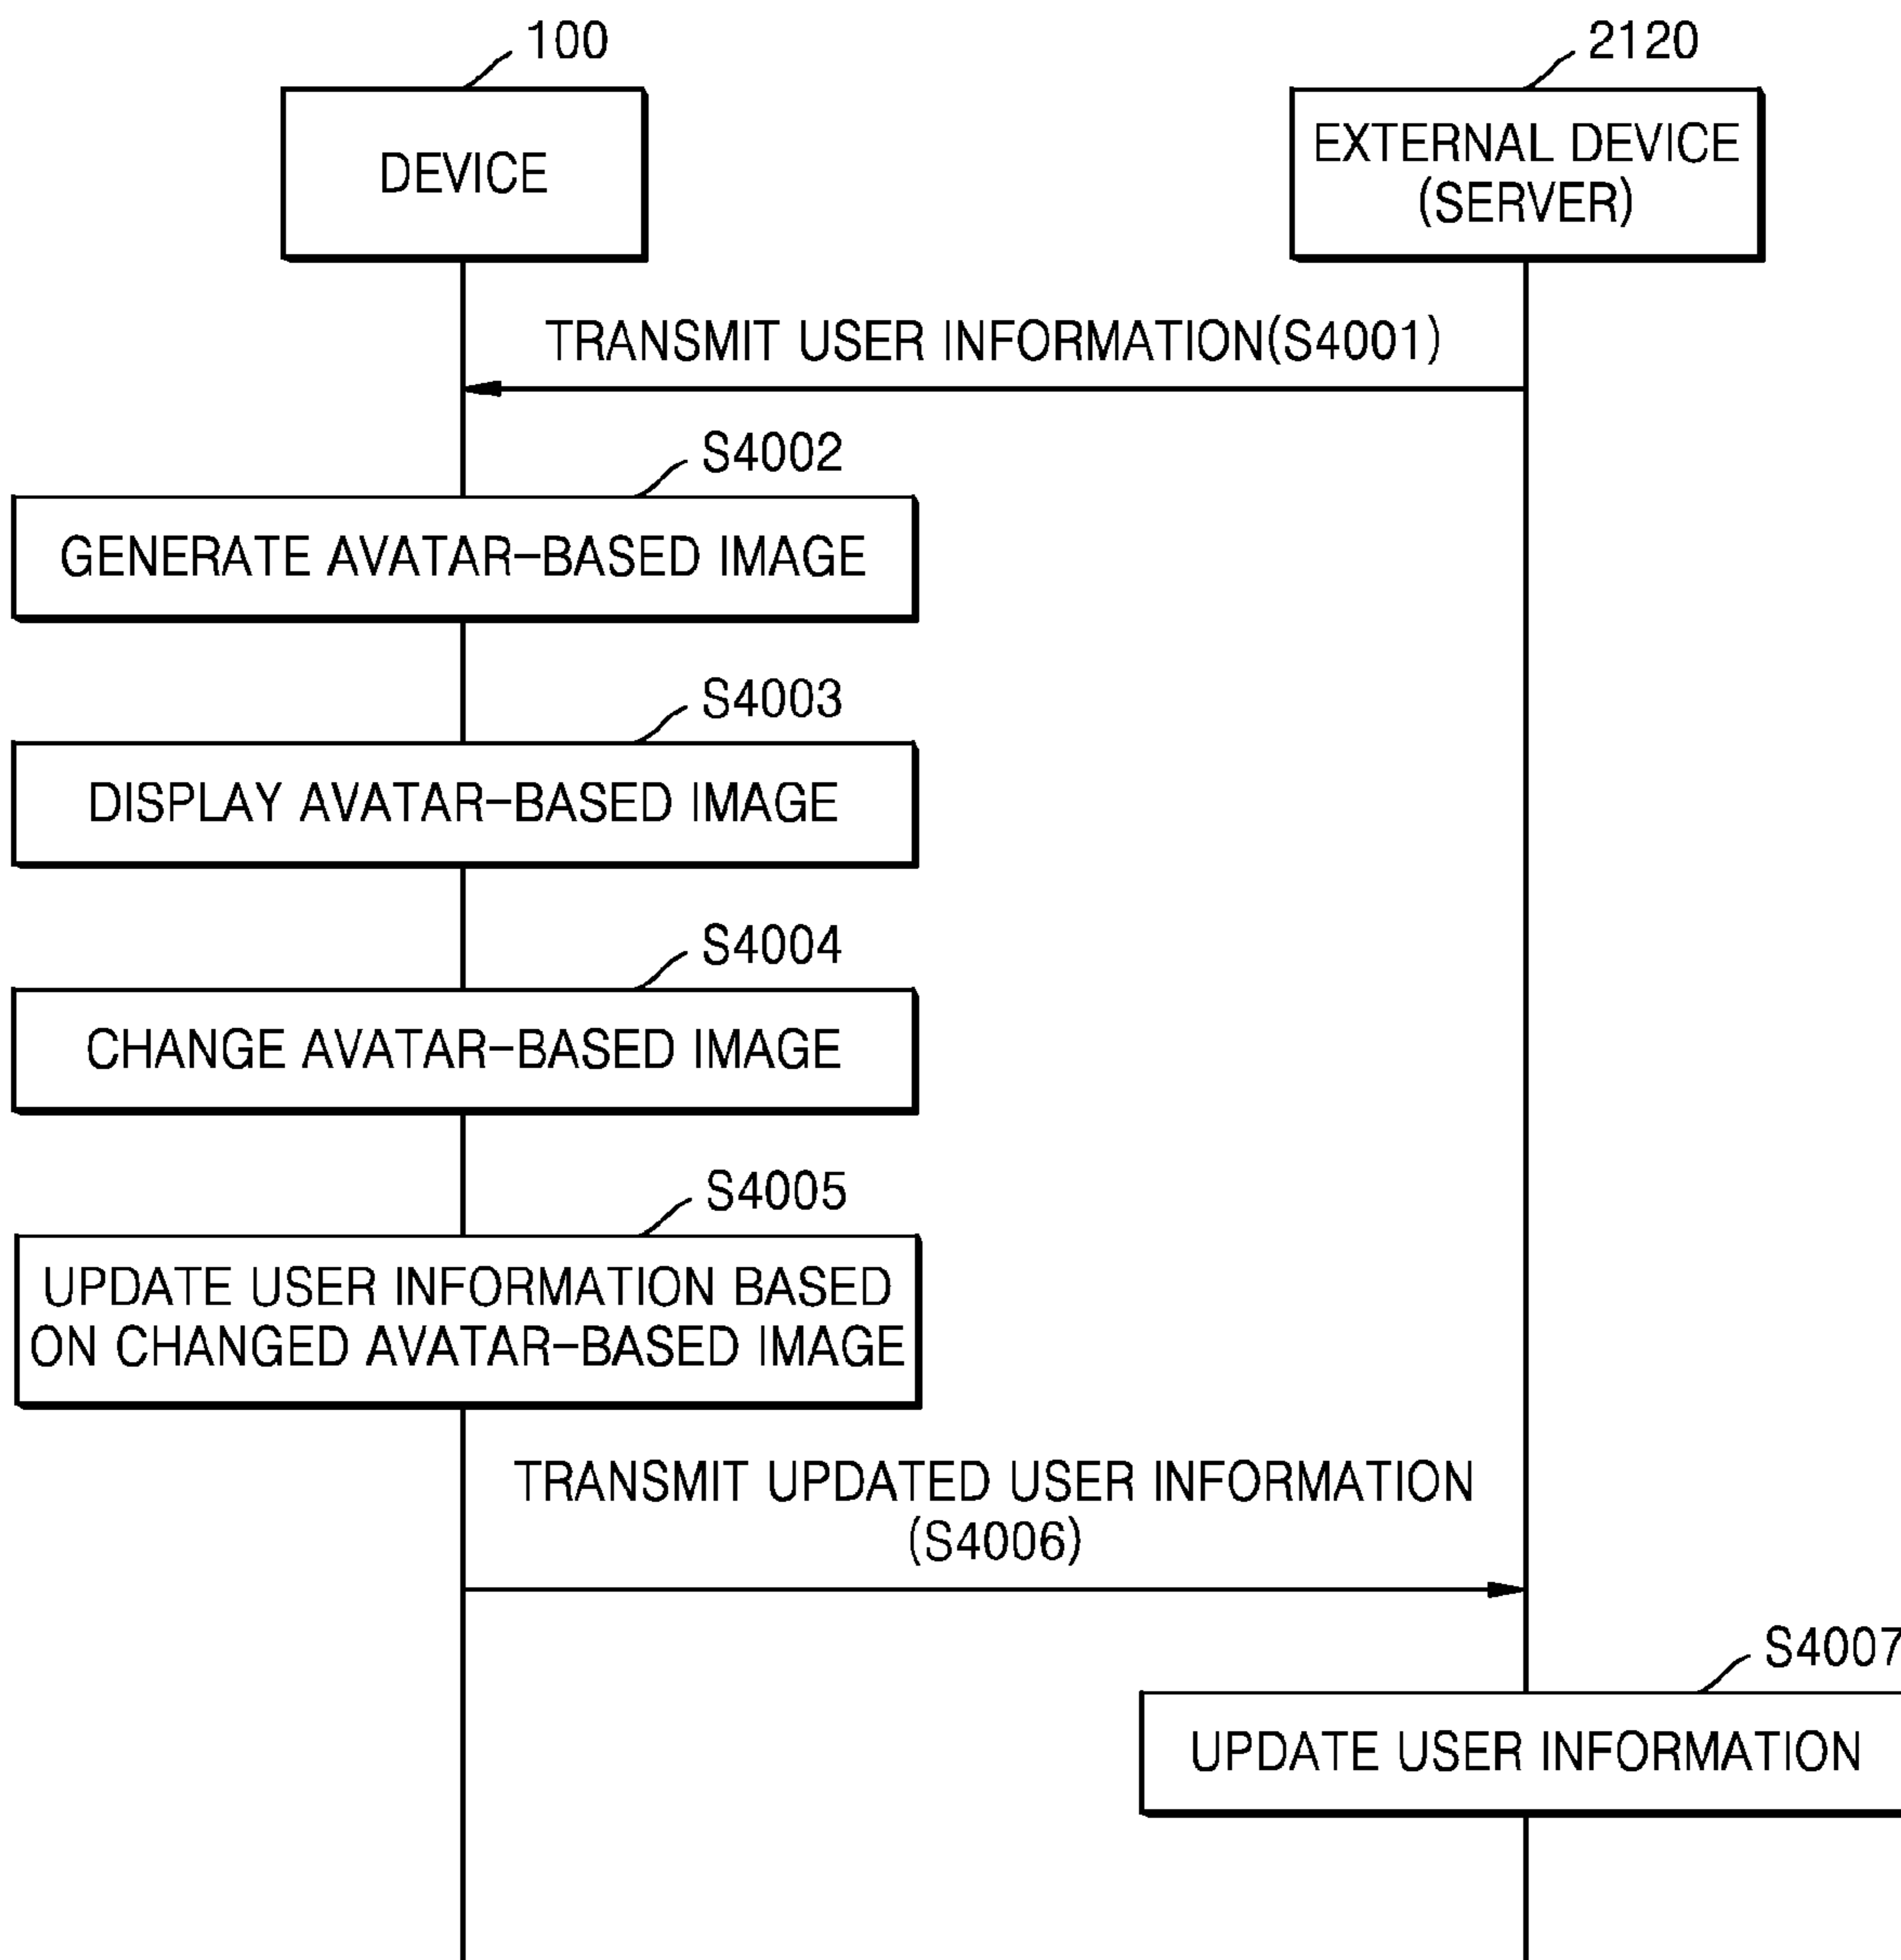 100
2120
DEVICE
EXTERNAL DEVICE
(SERVER)
TRANSMIT USER INFORMATION(S4001)
S4002
GENERATE AVATAR-BASED IMAGE
S4003
DISPLAY AVATAR-BASED IMAGE
S4004
CHANGE AVATAR-BASED IMAGE
S4005
UPDATE USER INFORMATION BASED
ON CHANGED AVATAR-BASED IMAGE
TRANSMIT UPDATED USER INFORMATION
(S4006)
S4007
UPDATE USER INFORMATION